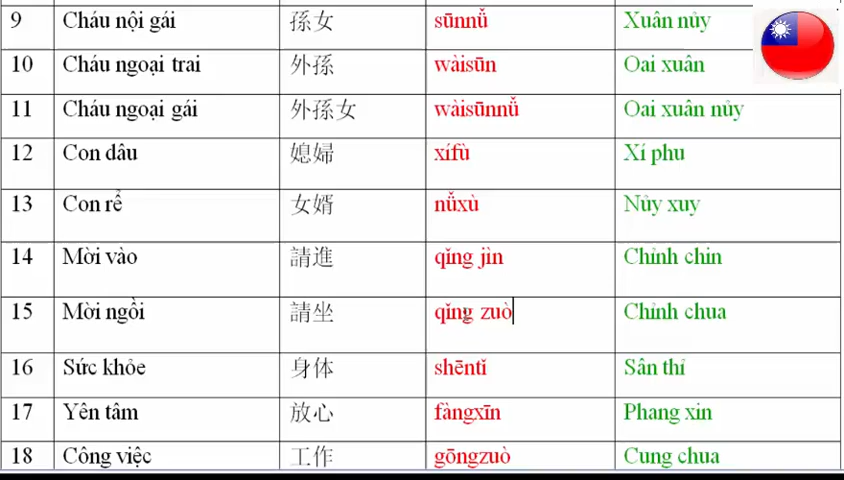 9 Cháu nội gái 孫女 sūnnǚ Xuân nủy
10 Cháu ngoại trai 外孫 wàisūn Oai xuân
11 Cháu ngoại gái 外孫女 wàisūnnǚ Oai xuân nủy
12 Con dâu 媳婦 xífù Xí phu
13 Con rể 女婿 nǚxù Nủy xuy
14 Mời vào 請進 qǐng jìn Chỉnh chin
15 Mời ngồi 請坐 qǐng zuò Chỉnh chua
16 Sức khỏe 身体 shēntǐ Sân thỉ
17 Yên tâm 放心 fàngxīn Phang xin
18 Công việc 工作 gōngzuò Cung chua